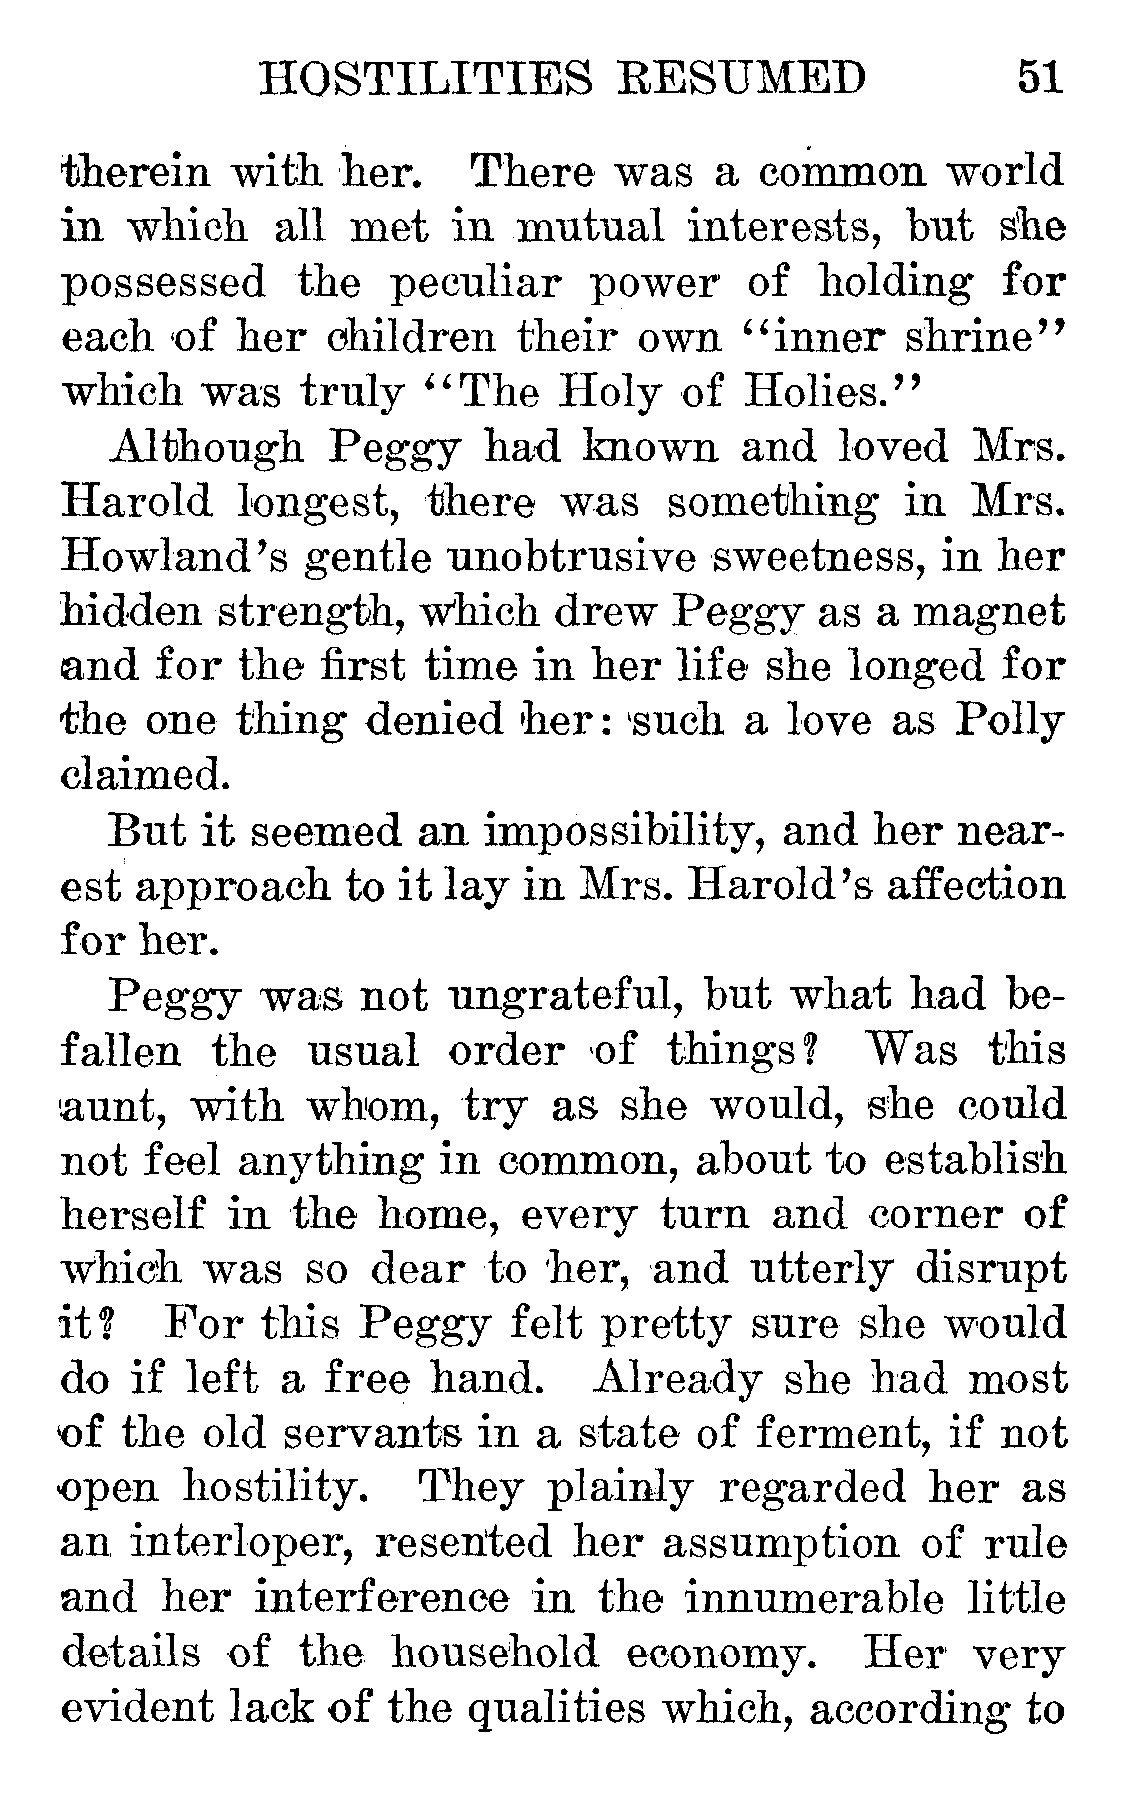 HOSTILITIES RESUMED 51
therein with her. There was a common world
in which all met in mutual interests, but she
possessed the peculiar power of holding for
each of her children their own "inner shrine"
which was truly "The Holy of Holies."
Although Peggy had known and loved Mrs.
Harold longest, there was something in Mrs.
Howland's gentle unobtrusive sweetness, in her
hidden strength, which drew Peggy as a magnet
and for the first time in her life she longed for
the one thing denied her: such a love as Polly
claimed.
But it seemed an impossibility, and her near-
est approach to it lay in Mrs. Harold's affection
for her.
Peggy was not ungrateful, but what had be-
fallen the usual order of things? Was this
aunt, with whom, try as she would, she could
not feel anything in common, about to establish
herself in the home, every turn and corner of
which was so dear to her, and utterly disrupt
it? For this Peggy felt pretty sure she would
do if left a free hand. Already she had most
of the old servants in a state of ferment, if not
open hostility. They plainly regarded her as
an interloper, resented her assumption of rule
and her interference in the innumerable little
details of the household economy. Her very
evident lack of the qualities which, according to